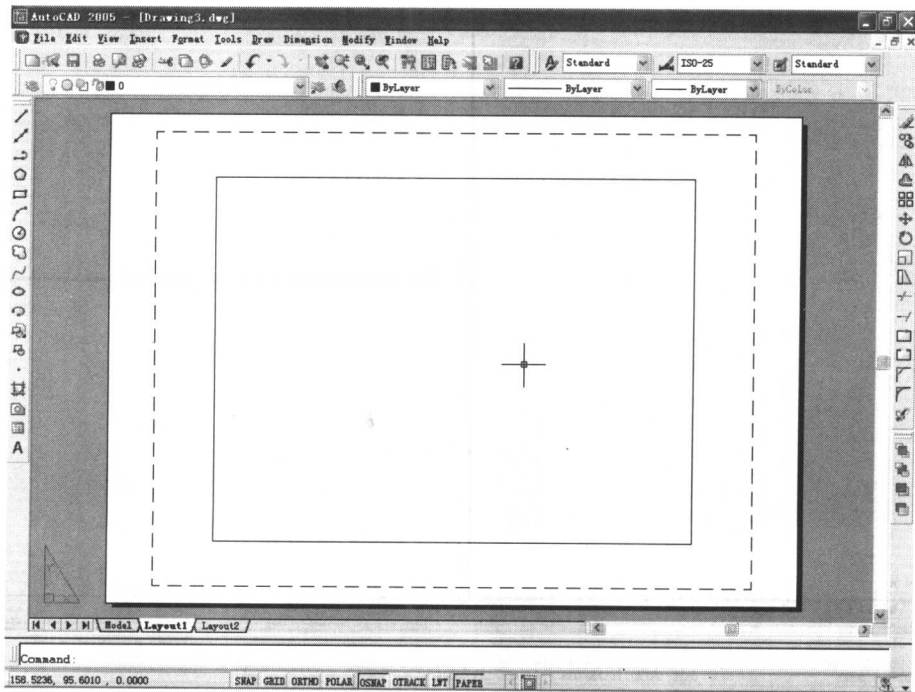 AutoCAD 2005 - [Drawing3.dwg]
File Edit View Insert Format Tools Draw Dimension Modify Window Help
Standard ISO-25 Standard
0 ByLayer ByLayer ByLayer ByColor
A
Model Layout1 Layout2
Command:
158.5236, 95.6010 , 0.0000 SNAP GRID ORTHO POLAR OSNAP OTRACK LWT PAPER